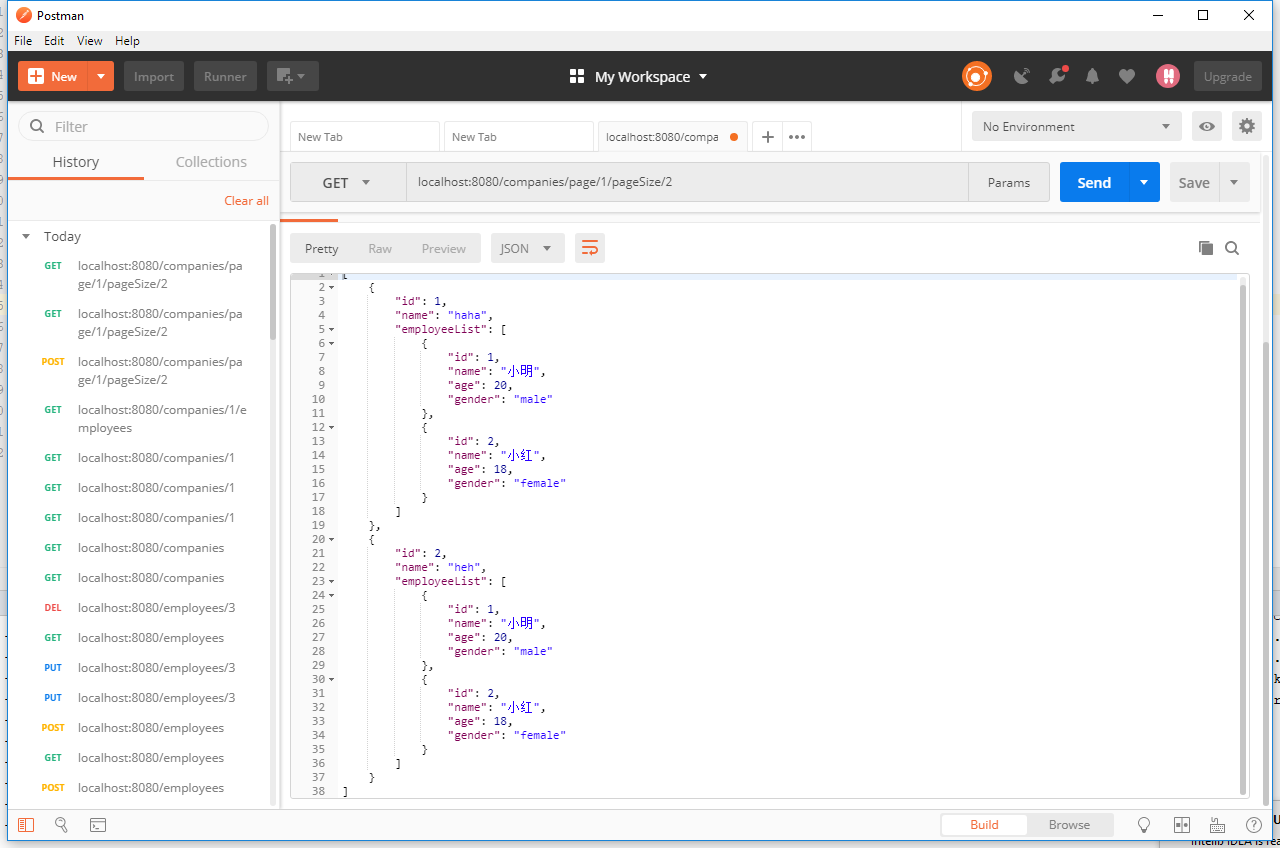 Postman
File Edit View Help
New Import Runner My Workspace Upgrade
Filter
History Collections
Clear all
Today
GET localhost:8080/companies/pa
ge/1/pageSize/2
GET localhost:8080/companies/pa
ge/1/pageSize/2
POST localhost:8080/companies/pa
ge/1/pageSize/2
GET localhost:8080/companies/1/e
mployees
GET localhost:8080/companies/1
GET localhost:8080/companies/1
GET localhost:8080/companies/1
GET localhost:8080/companies
GET localhost:8080/companies
DEL localhost:8080/employees/3
GET localhost:8080/employees
PUT localhost:8080/employees/3
PUT localhost:8080/employees/3
POST localhost:8080/employees
GET localhost:8080/employees
POST localhost:8080/employees
New Tab New Tab localhost:8080/compa No Environment
GET localhost:8080/companies/page/1/pageSize/2 Params Send Save
Pretty Raw Preview JSON
1 [
2 {
3 "id": 1,
4 "name": "haha",
5 "employeeList": [
6 {
7 "id": 1,
8 "name": "小明",
9 "age": 20,
10 "gender": "male"
11 },
12 {
13 "id": 2,
14 "name": "小红",
15 "age": 18,
16 "gender": "female"
17 }
18 ]
19 },
20 {
21 "id": 2,
22 "name": "heh",
23 "employeeList": [
24 {
25 "id": 1,
26 "name": "小明",
27 "age": 20,
28 "gender": "male"
29 },
30 {
31 "id": 2,
32 "name": "小红",
33 "age": 18,
34 "gender": "female"
35 }
36 ]
37 }
38 ]
Build Browse